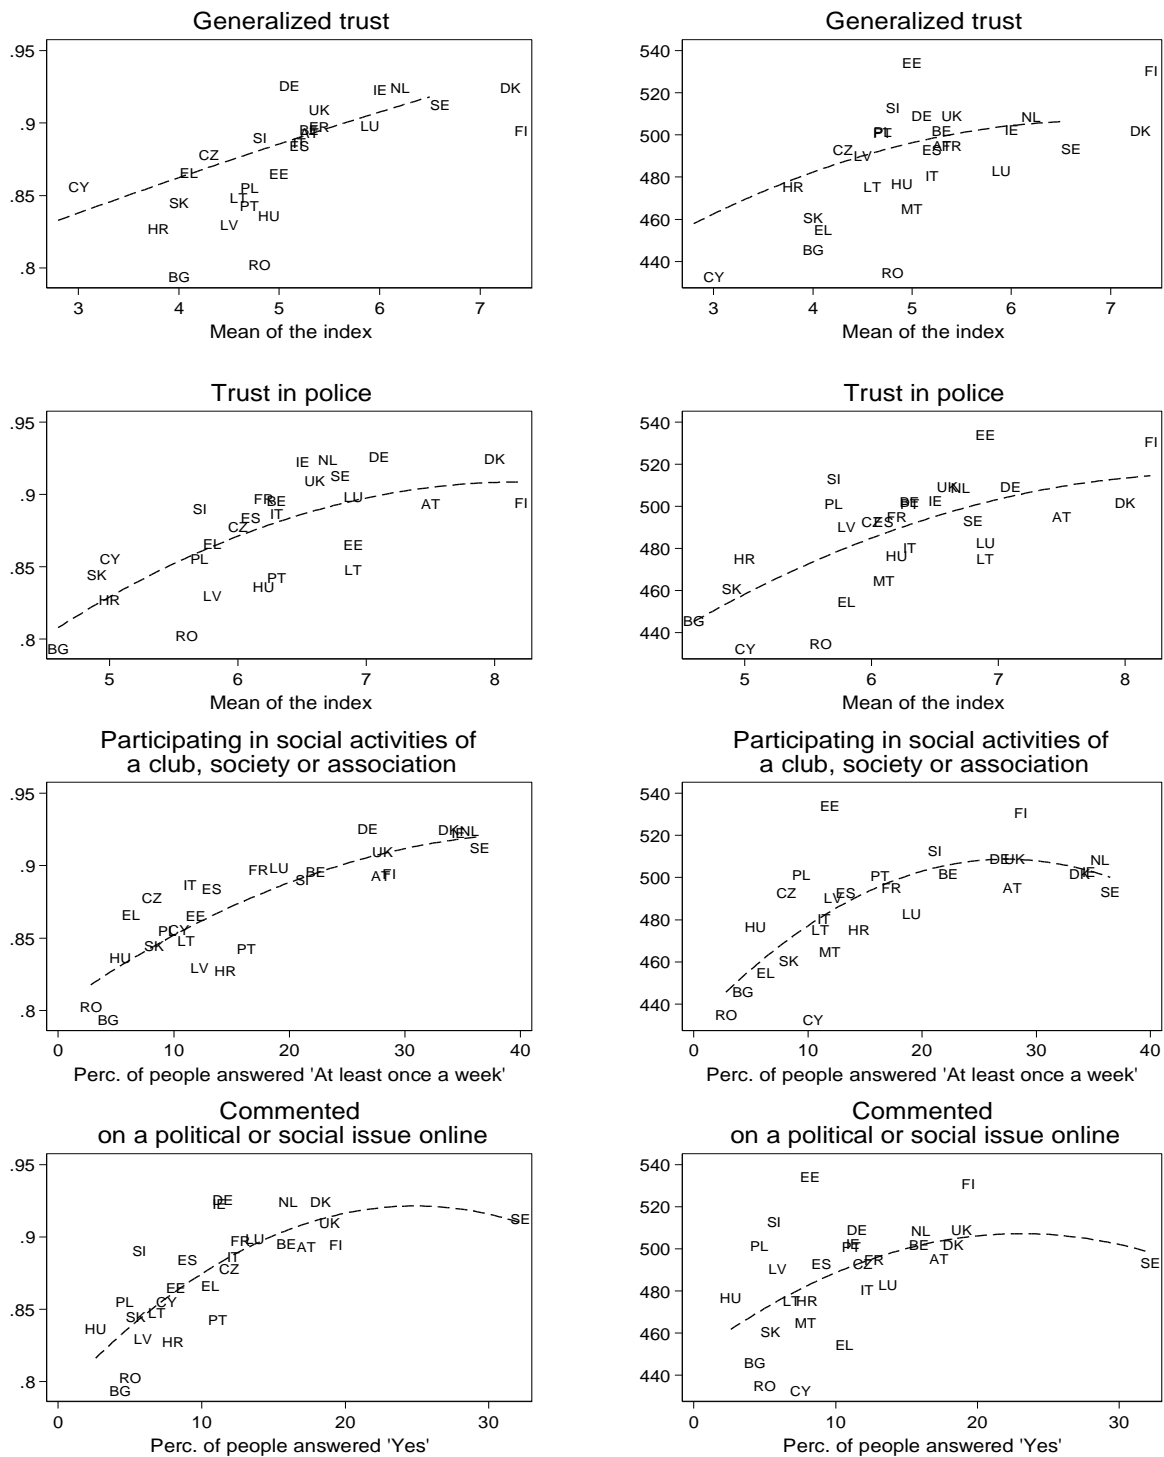 Generalized trust
.95
.9
.85
.8
DE
IE
NL
DK
SE
UK
FR
BE
AT
LU
FI
SI
IT
ES
CZ
EL
EE
CY
PL
LT
SK
PT
HU
LV
HR
RO
BG
3 4 5 6 7
Mean of the index
Generalized trust
540
520
500
480
460
440
EE
FI
SI
DE
UK
NL
PL
PT
BE
IE
DK
AT
FR
CZ
LV
ES
SE
IT
LU
HR
LT
HU
MT
SK
EL
BG
RO
CY
3 4 5 6 7
Mean of the index
Trust in police
.95
.9
.85
.8
IE
NL
DE
DK
UK
SE
FR
BE
LU
AT
FI
SI
ES
IT
CZ
EL
EE
CY
PL
LT
SK
PT
HU
HR
LV
RO
BG
5 6 7 8
Mean of the index
Trust in police
540
520
500
480
460
440
EE
FI
SI
UK
NL
DE
PL
BE
PT
IE
DK
LV
CZ
ES
FR
SE
AT
HR
HU
IT
LU
LT
SK
MT
EL
BG
RO
CY
5 6 7 8
Mean of the index
Participating in social activities of
a club, society or association
.95
.9
.85
.8
DE
DK
IE
NL
SE
UK
FR
LU
BE
SI
AT
FI
IT
ES
CZ
EL
EE
PL
CY
SK
LT
HU
PT
LV
HR
RO
BG
0 10 20 30 40
Perc. of people answered 'At least once a week'
Participating in social activities of
a club, society or association
540
520
500
480
460
440
EE
FI
SI
DE
UK
NL
PL
PT
BE
DK
IE
CZ
LV
ES
FR
AT
SE
HU
IT
LT
HR
LU
MT
SK
EL
BG
RO
CY
0 10 20 30 40
Perc. of people answered 'At least once a week'
Commented
on a political or social issue online
.95
.9
.85
.8
DE
IE
NL
DK
UK
SE
FR
LU
BE
AT
FI
SI
ES
IT
CZ
EL
EE
PL
CY
SK
LT
PT
HU
LV
HR
RO
BG
0 10 20 30
Perc. of people answered 'Yes'
Commented
on a political or social issue online
540
520
500
480
460
440
EE
FI
SI
DE
NL
UK
PL
IE
PT
BE
DK
LV
ES
CZ
FR
AT
SE
HU
LT
HR
IT
LU
SK
MT
EL
BG
RO
CY
0 10 20 30
Perc. of people answered 'Yes'